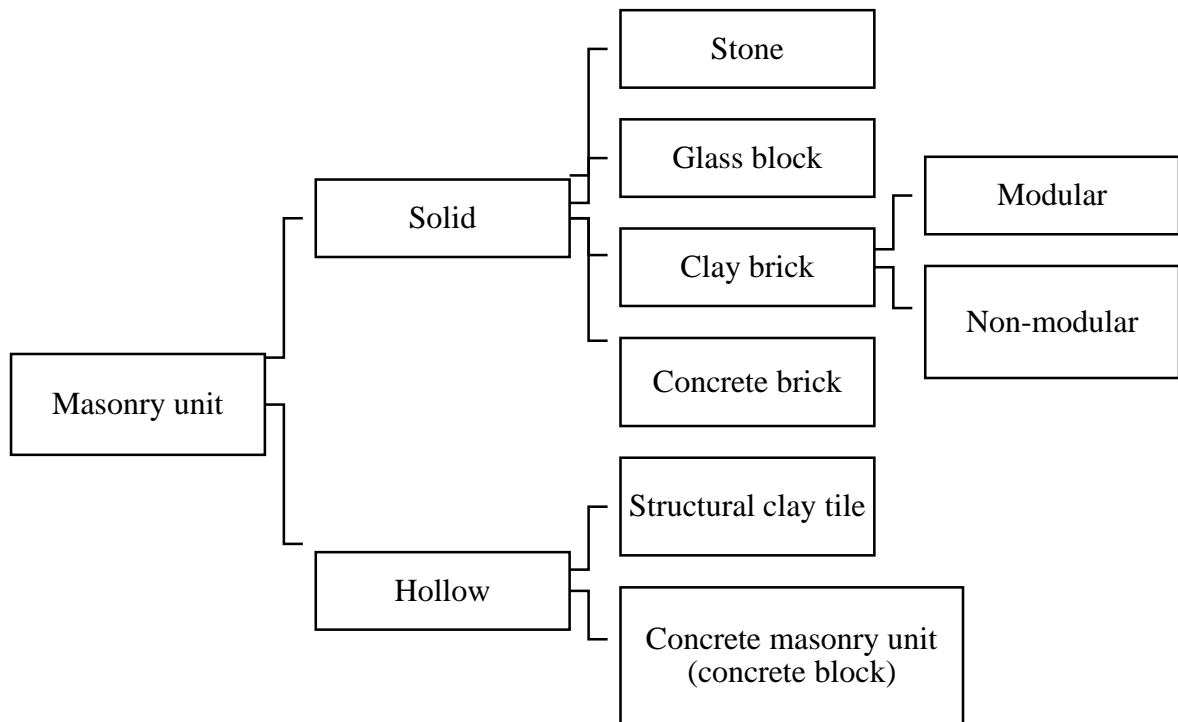 Stone
Glass block
Modular
Solid
Clay brick
Non-modular
Masonry unit
Concrete brick
Structural clay tile
Hollow
Concrete masonry unit
(concrete block)